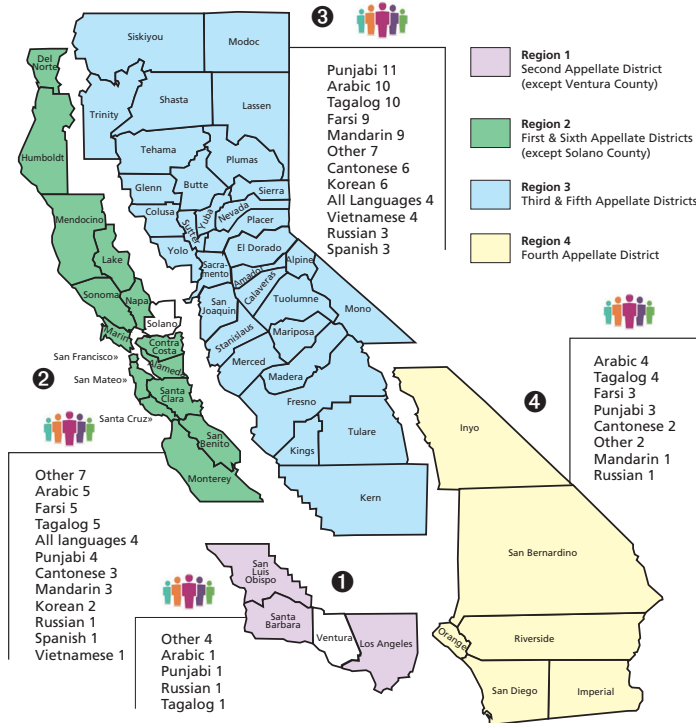 ❸
Punjabi 11
Arabic 10
Tagalog 10
Farsi 9
Mandarin 9
Other 7
Cantonese 6
Korean 6
All Languages 4
Vietnamese 4
Russian 3
Spanish 3
Region 1
Second Appellate District
(except Ventura County)
Region 2
First & Sixth Appellate Districts
(except Solano County)
Region 3
Third & Fifth Appellate Districts
Region 4
Fourth Appellate District
Siskiyou
Modoc
Trinity
Shasta
Lassen
Tehama
Plumas
Glenn
Butte
Sierra
Colusa
Sutter
Yuba
Nevada
Placer
Yolo
El Dorado
Sacra-
mento
Amador
Alpine
Calaveras
San
Joaquin
Tuolumne
Mono
Stanislaus
Mariposa
Merced
Madera
Fresno
Kings
Tulare
Kern
Del
Norte
Humboldt
Mendocino
Lake
Sonoma
Napa
Solano
Marin
Contra
Costa
San Francisco»
Alameda
San Mateo»
Santa
Clara
Santa Cruz»
San
Benito
Monterey
❷
Other 7
Arabic 5
Farsi 5
Tagalog 5
All languages 4
Punjabi 4
Cantonese 3
Mandarin 3
Korean 2
Russian 1
Spanish 1
Vietnamese 1
❶
Other 4
Arabic 1
Punjabi 1
Russian 1
Tagalog 1
San
Luis
Obispo
Santa
Barbara
Ventura
Los Angeles
❹
Arabic 4
Tagalog 4
Farsi 3
Punjabi 3
Cantonese 2
Other 2
Mandarin 1
Russian 1
Inyo
San Bernardino
Orange
Riverside
San Diego
Imperial